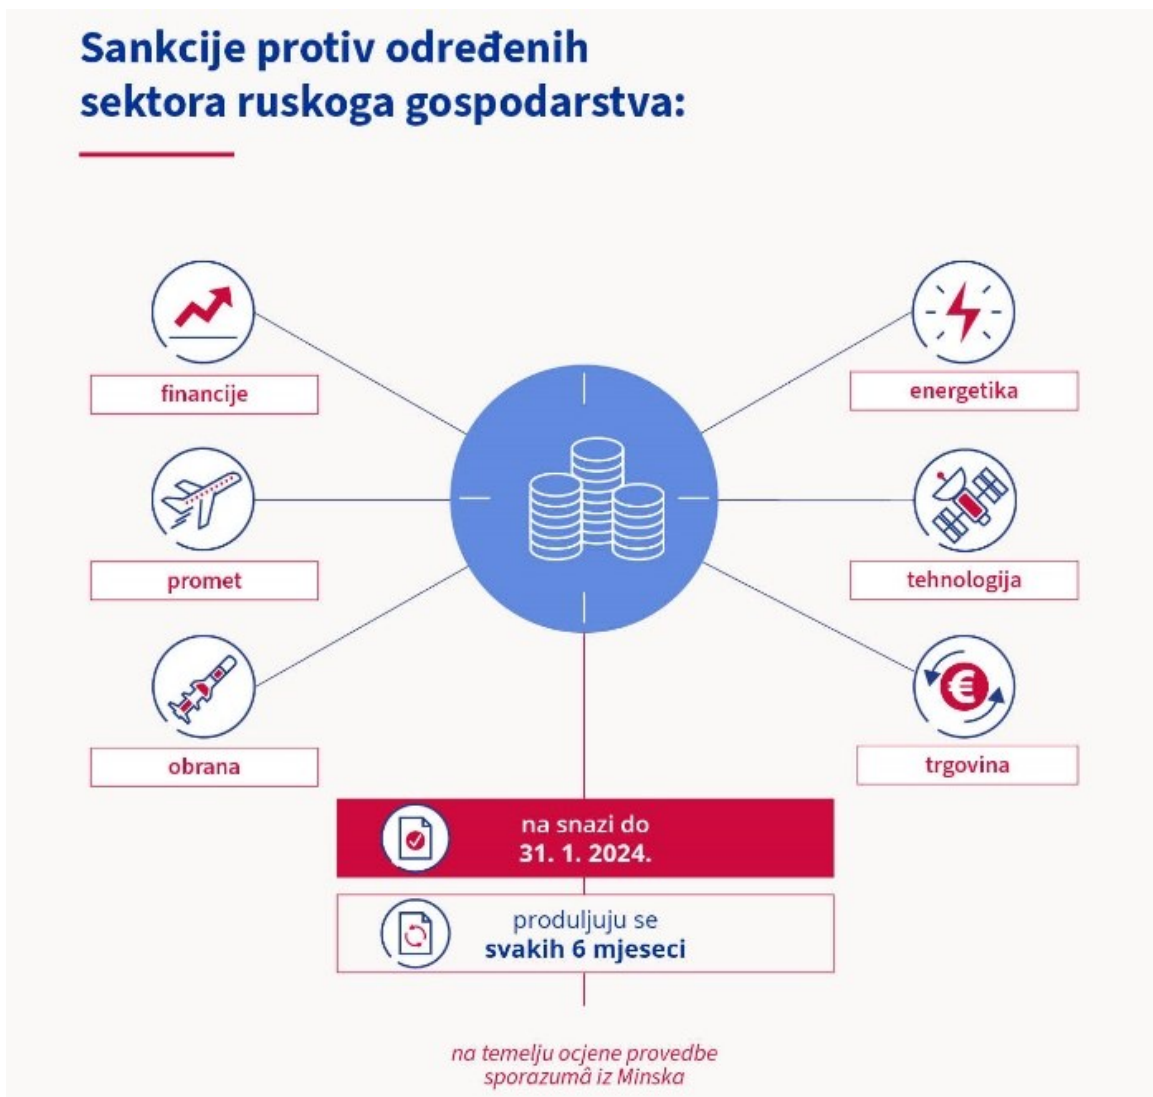 Sankcije protiv određenih
sektora ruskoga gospodarstva:
financije
energetika
promet
tehnologija
obrana
trgovina
na snazi do
31. 1. 2024.
produljuju se
svakih 6 mjeseci
na temelju ocjene provedbe
sporazumâ iz Minska